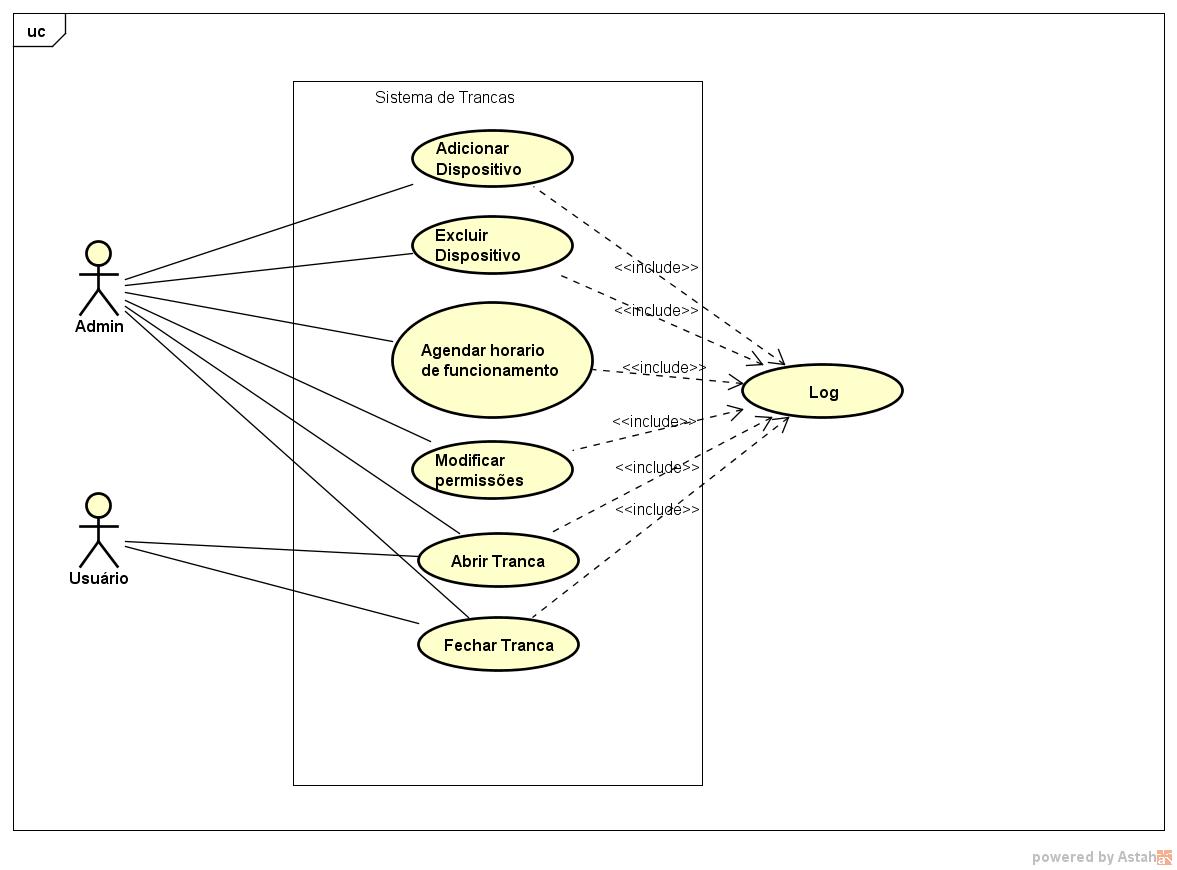 uc
Sistema de Trancas
Adicionar
Dispositivo
Excluir
Dispositivo
<<include>>
<<include>>
Agendar horario
de funcionamento
<<include>>
Log
Admin
<<include>>
Modificar
permissões
<<include>>
<<include>>
Abrir Tranca
Usuário
Fechar Tranca
powered by Astah